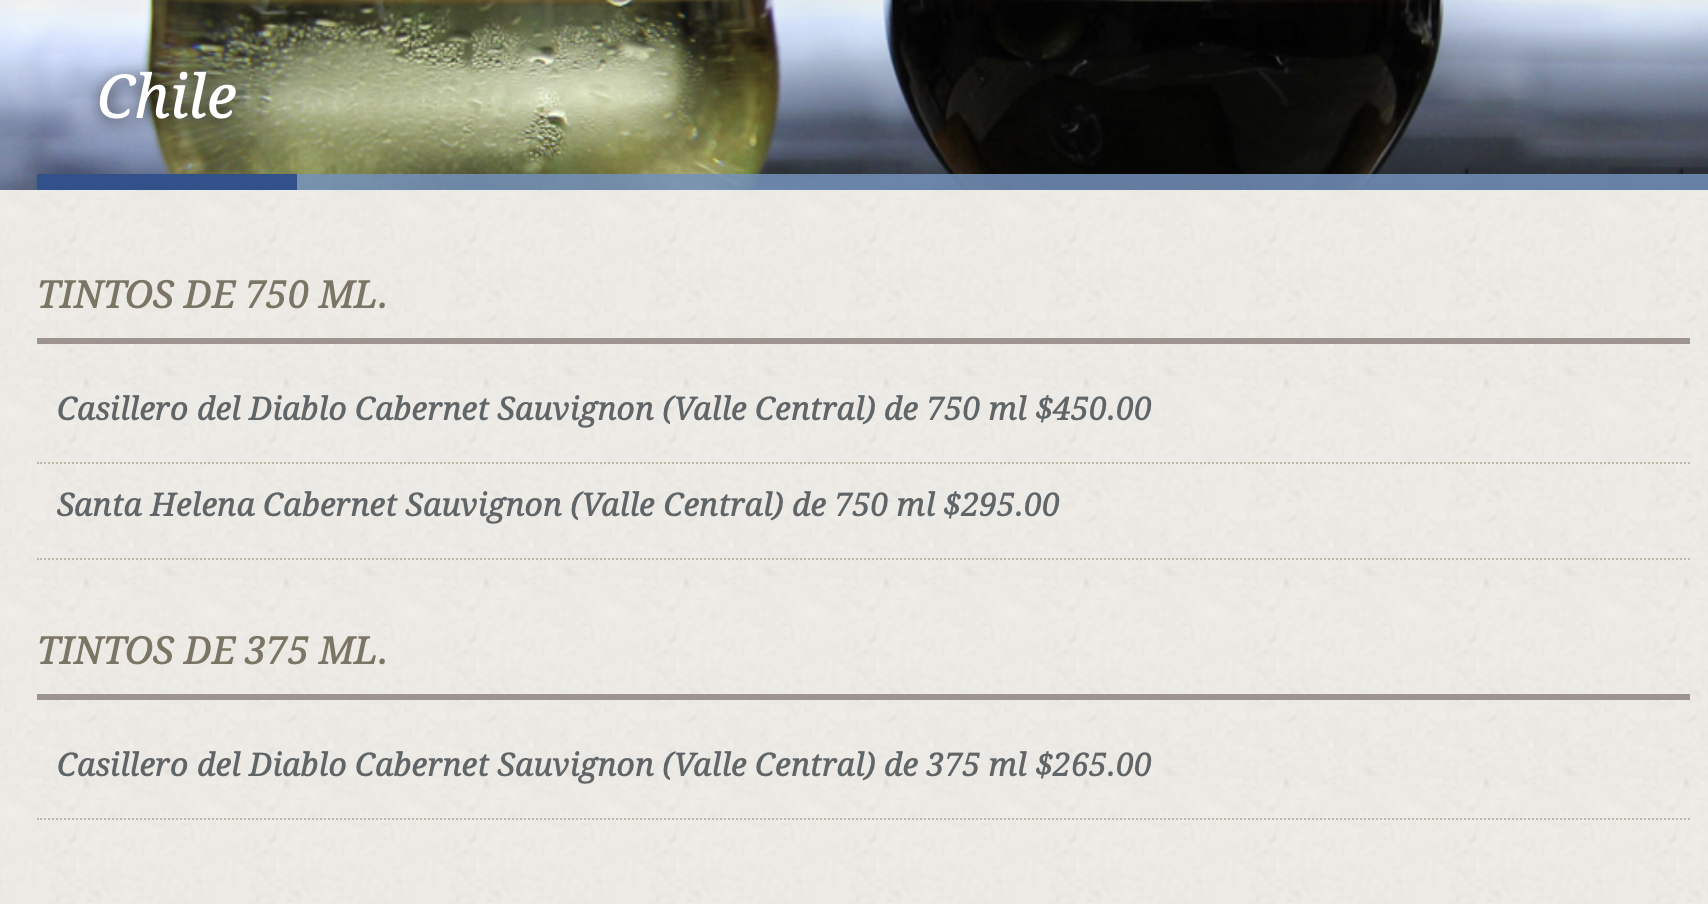 Chile
TINTOS DE 750 ML.
Casillero del Diablo Cabernet Sauvignon (Valle Central) de 750 ml $450.00
Santa Helena Cabernet Sauvignon (Valle Central) de 750 ml $295.00
TINTOS DE 375 ML.
Casillero del Diablo Cabernet Sauvignon (Valle Central) de 375 ml $265.00